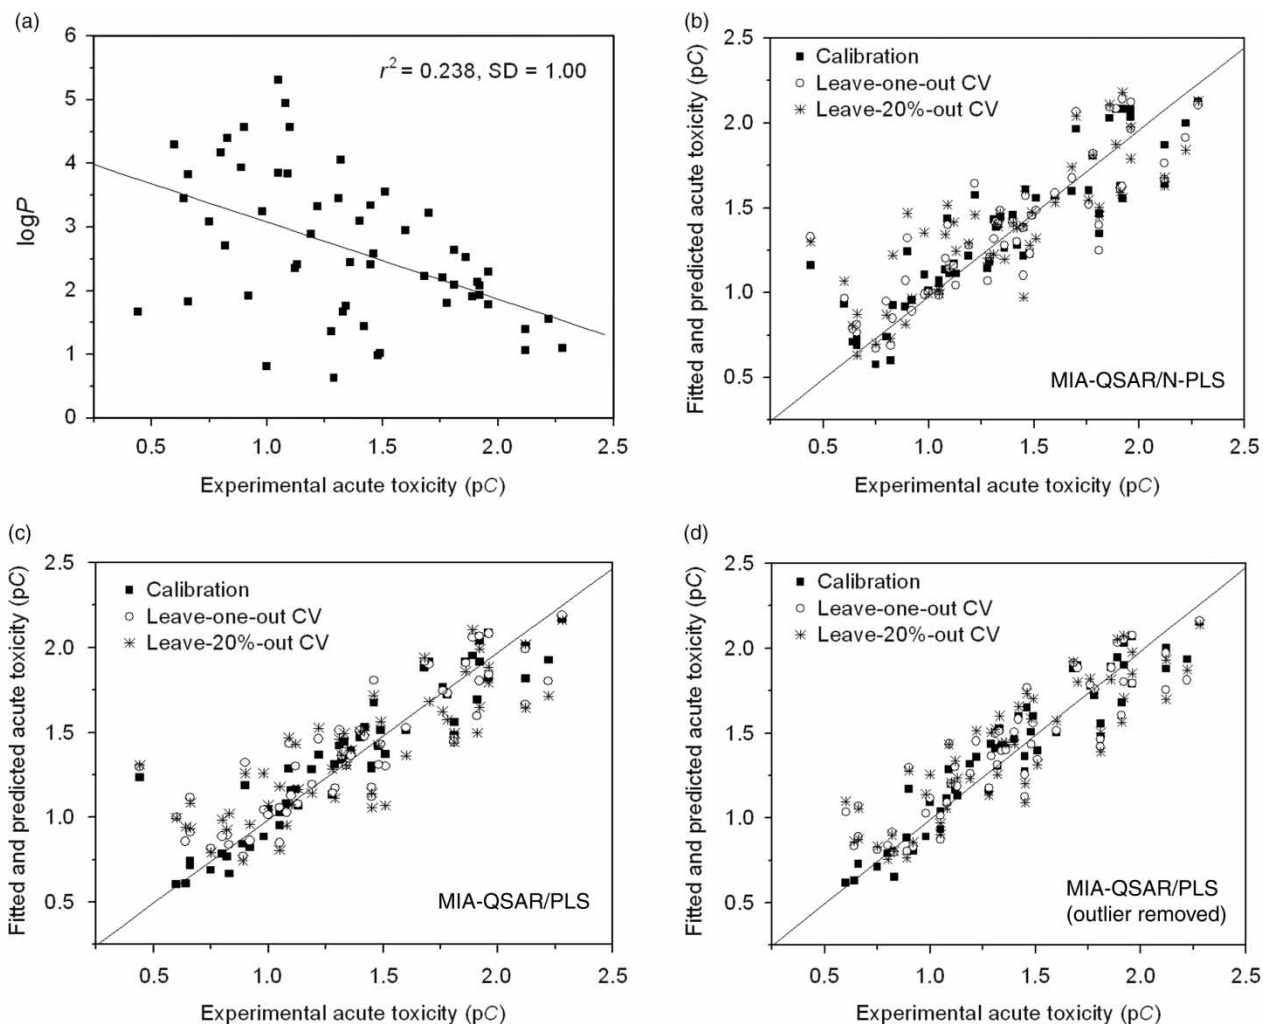 (a)
6
5
4
3
2
1
0
logP
r² = 0.238, SD = 1.00
0.5 1.0 1.5 2.0 2.5
Experimental acute toxicity (pC)
(b)
2.5
2.0
1.5
1.0
0.5
Fitted and predicted acute toxicity (pC)
Calibration
Leave-one-out CV
Leave-20%-out CV
MIA-QSAR/N-PLS
0.5 1.0 1.5 2.0 2.5
Experimental acute toxicity (pC)
(c)
2.5
2.0
1.5
1.0
0.5
Fitted and predicted acute toxicity (pC)
Calibration
Leave-one-out CV
Leave-20%-out CV
MIA-QSAR/PLS
0.5 1.0 1.5 2.0 2.5
Experimental acute toxicity (pC)
(d)
2.5
2.0
1.5
1.0
0.5
Fitted and predicted acute toxicity (pC)
Calibration
Leave-one-out CV
Leave-20%-out CV
MIA-QSAR/PLS
(outlier removed)
0.5 1.0 1.5 2.0 2.5
Experimental acute toxicity (pC)